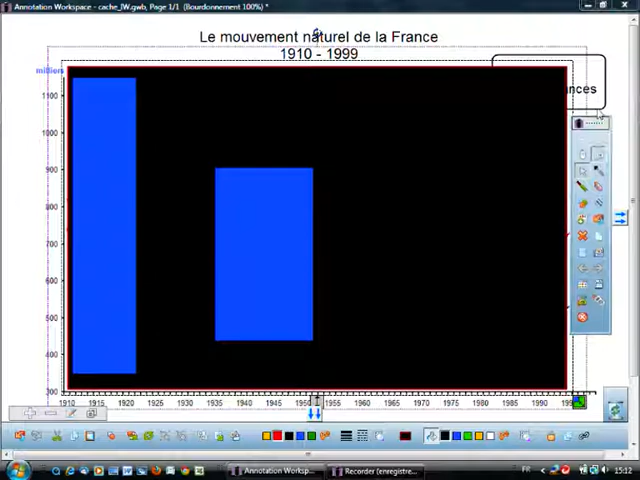 Annotation Workspace - cache_IW.gwb, Page 1/1 (Bourdonnement 100%) *
Le mouvement naturel de la France
1910 - 1999
milliers
1100
1000
900
800
700
600
500
400
300
1910 1915 1920 1925 1930 1935 1940 1945 1950 1955 1960 1965 1970 1975 1980 1985 1990
Annotation Worksp...
Recorder (enregistre...
FR
15:12